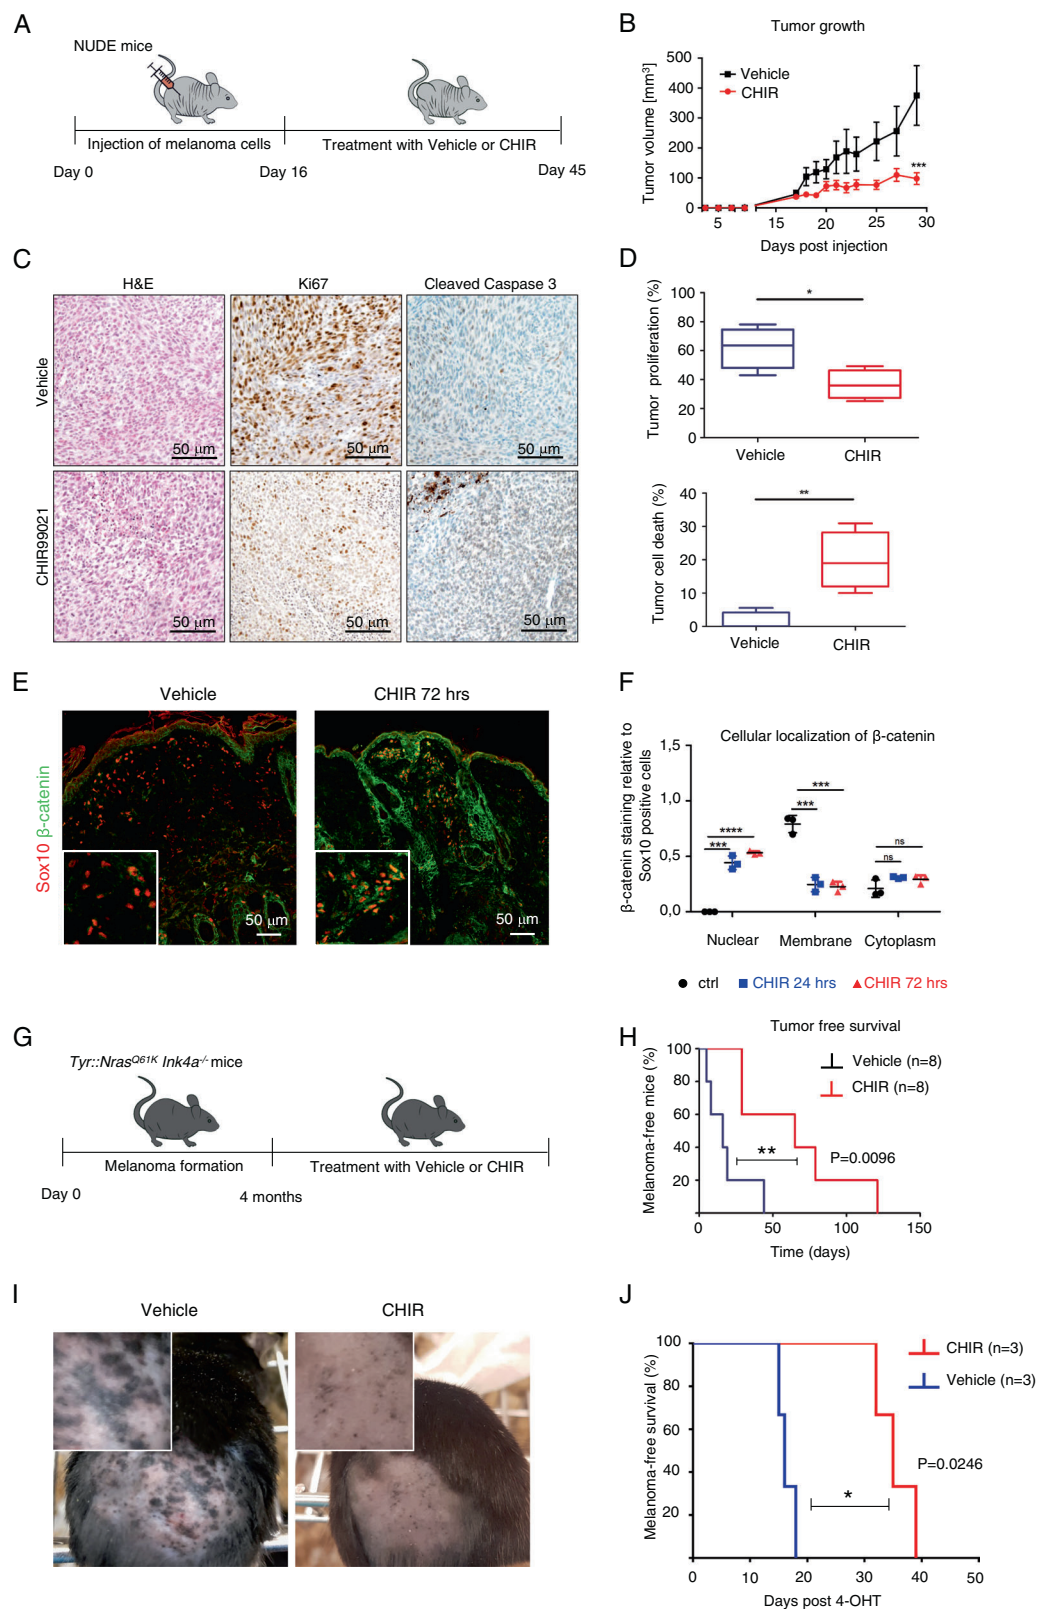 A
NUDE mice
Injection of melanoma cells
Treatment with Vehicle or CHIR
Day 0
Day 16
Day 45
B
Tumor growth
Tumor volume [mm³]
500
400
300
200
100
0
Vehicle
CHIR
***
5
15
20
25
30
Days post injection
C
H&E
Ki67
Cleaved Caspase 3
Vehicle
50 µm
50 µm
50 µm
CHIR99021
50 µm
50 µm
50 µm
D
Tumor proliferation (%)
100
80
60
40
20
0
*
Vehicle
CHIR
Tumor cell death (%)
40
30
20
10
0
**
Vehicle
CHIR
E
Vehicle
CHIR 72 hrs
Sox10 β-catenin
50 µm
50 µm
F
Cellular localization of β-catenin
β-catenin staining relative to
Sox10 positive cells
1,5
1,0
0,5
0,0
****
***
***
***
ns
ns
Nuclear
Membrane
Cytoplasm
ctrl
CHIR 24 hrs
CHIR 72 hrs
G
Tyr::Nras^Q61K Ink4a^-/- mice
Melanoma formation
Treatment with Vehicle or CHIR
Day 0
4 months
H
Tumor free survival
Melanoma-free mice (%)
100
80
60
40
20
Vehicle (n=8)
CHIR (n=8)
**
P=0.0096
0
50
100
150
Time (days)
I
Vehicle
CHIR
J
Melanoma-free survival (%)
100
80
60
40
20
CHIR (n=3)
Vehicle (n=3)
P=0.0246
*
0
10
20
30
40
50
Days post 4-OHT